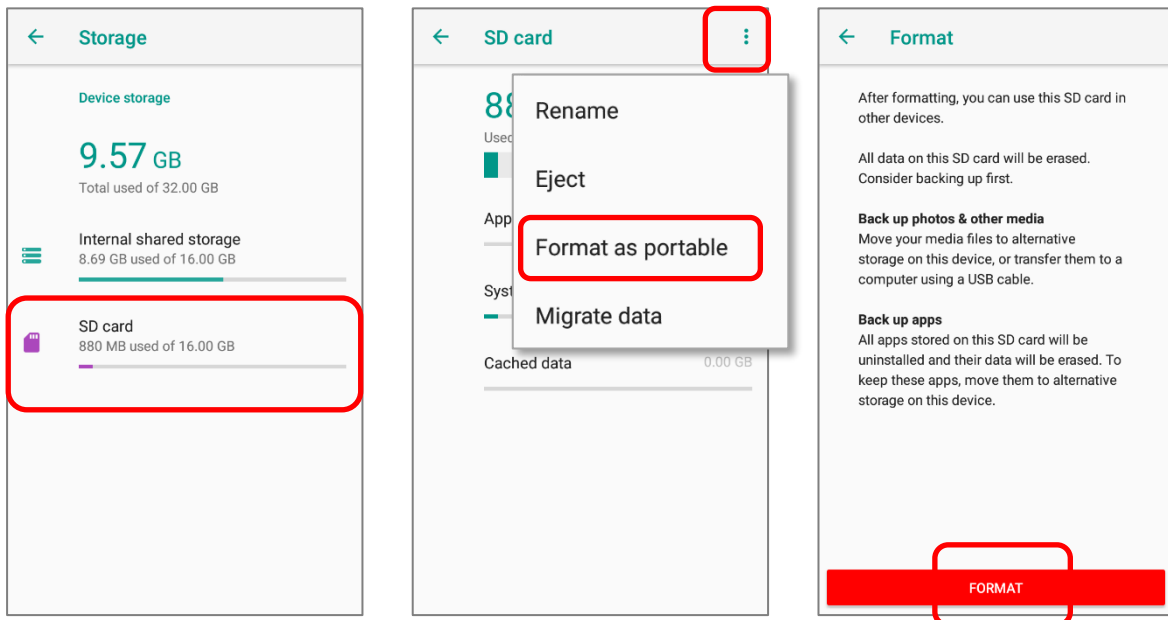 Storage
Device storage
9.57 GB
Total used of 32.00 GB
Internal shared storage
8.69 GB used of 16.00 GB
SD card
880 MB used of 16.00 GB
SD card
Rename
Eject
Format as portable
Migrate data
Cached data
0.00 GB
Format
After formatting, you can use this SD card in
other devices.
All data on this SD card will be erased.
Consider backing up first.
Back up photos & other media
Move your media files to alternative
storage on this device, or transfer them to a
computer using a USB cable.
Back up apps
All apps stored on this SD card will be
uninstalled and their data will be erased. To
keep these apps, move them to alternative
storage on this device.
FORMAT